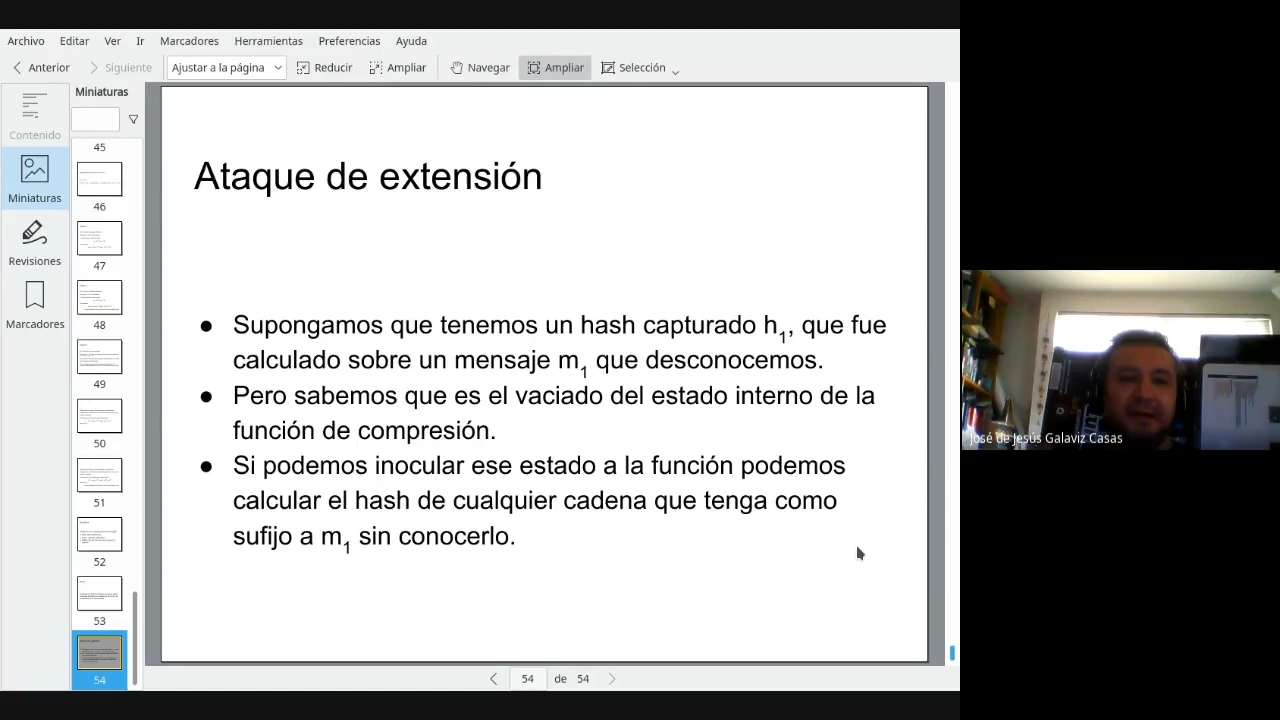 Archivo Editar Ver Ir Marcadores Herramientas Preferencias Ayuda
Anterior Siguiente Ajustar a la página Reducir Ampliar Navegar Ampliar Selección
Contenido
Miniaturas
Revisiones
Marcadores
Miniaturas
45
46
47
48
49
50
51
52
53
54
Ataque de extensión
● Supongamos que tenemos un hash capturado h1, que fue
calculado sobre un mensaje m1 que desconocemos.
● Pero sabemos que es el vaciado del estado interno de la
función de compresión.
● Si podemos inocular ese estado a la función podemos
calcular el hash de cualquier cadena que tenga como
sufijo a m1 sin conocerlo.
54 de 54
José de Jesús Galaviz Casas